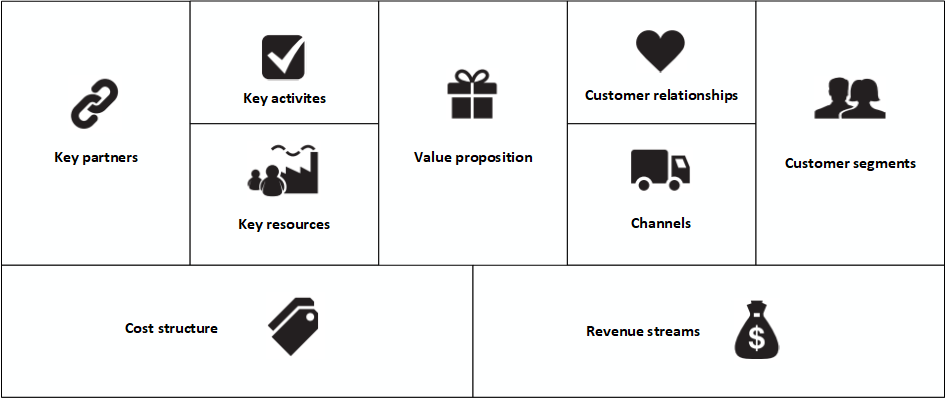 Key partners
Key activites
Key resources
Value proposition
Customer relationships
Channels
Customer segments
Cost structure
Revenue streams
$